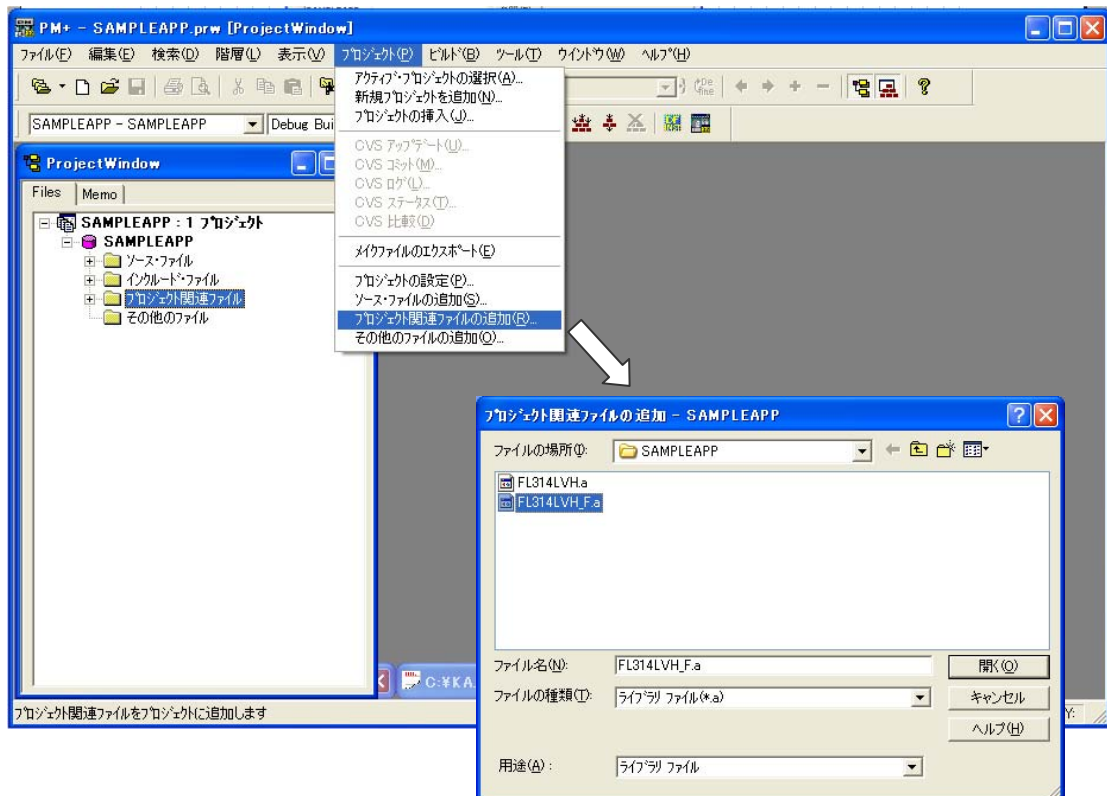 PM+ - SAMPLEAPP.prw [ProjectWindow]
ファイル(F) 編集(E) 検索(D) 階層(L) 表示(V) プロジェクト(P) ビルド(B) ツール(T) ウインドウ(W) ヘルプ(H)
SAMPLEAPP - SAMPLEAPP
Debug Bui
アクティブ・プロジェクトの選択(A)...
新規プロジェクトを追加(N)...
プロジェクトの挿入(J)...
CVS アップデート(U)...
CVS コミット(M)...
CVS ログ(L)...
CVS ステータス(T)...
CVS 比較(D)
メイクファイルのエクスポート(E)
プロジェクトの設定(P)...
ソース・ファイルの追加(S)...
プロジェクト関連ファイルの追加(R)...
その他のファイルの追加(O)...
ProjectWindow
Files Memo
SAMPLEAPP : 1 プロジェクト
SAMPLEAPP
ソース・ファイル
インクルード・ファイル
プロジェクト関連ファイル
その他のファイル
C:¥KA
プロジェクト関連ファイルをプロジェクトに追加します
プロジェクト関連ファイルの追加 - SAMPLEAPP
ファイルの場所(I): SAMPLEAPP
FL314LVH.a
FL314LVH_F.a
ファイル名(N): FL314LVH_F.a 開く(O)
ファイルの種類(T): ライブラリ ファイル(*.a) キャンセル
ヘルプ(H)
用途(A) : ライブラリ ファイル